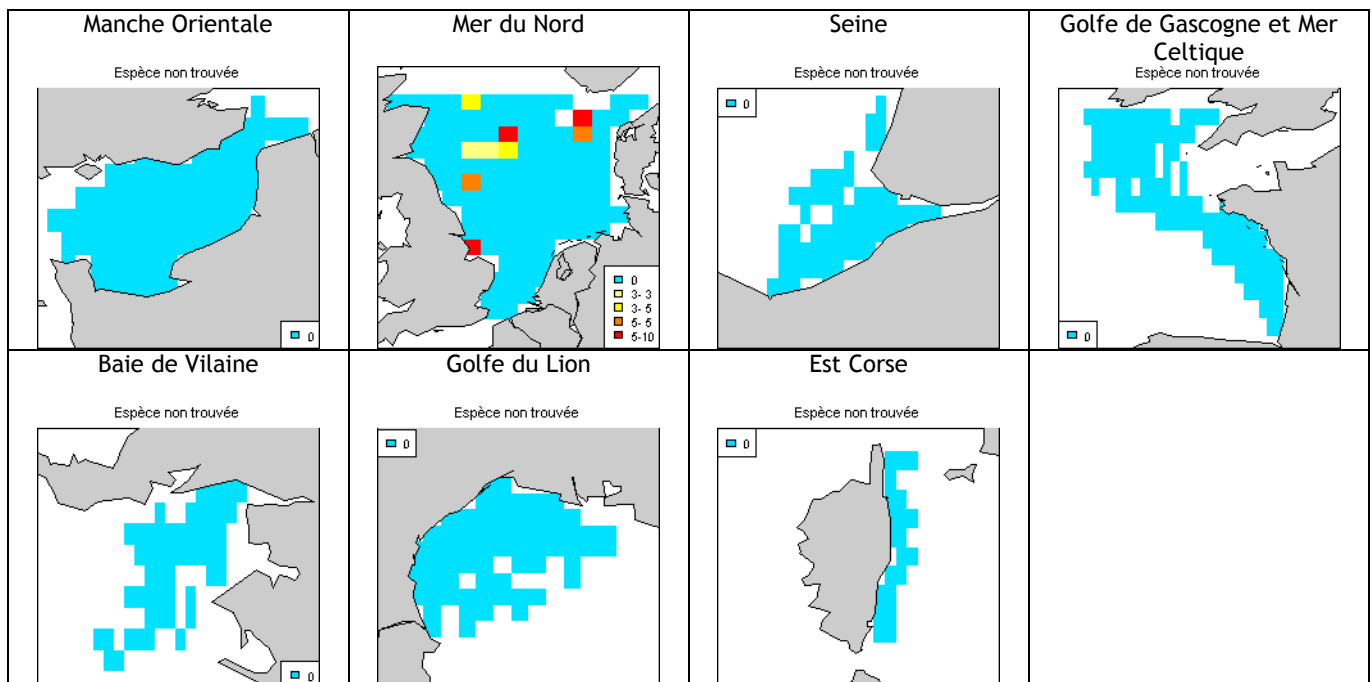 Manche Orientale
Espèce non trouvée
0
Mer du Nord
0
3- 3
3- 5
5- 5
5-10
Seine
Espèce non trouvée
0
Golfe de Gascogne et Mer
Celtique
Espèce non trouvée
0
Baie de Vilaine
Espèce non trouvée
0
Golfe du Lion
Espèce non trouvée
0
Est Corse
Espèce non trouvée
0